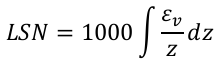 LSN = 1000 ∫ ε_v/z dz